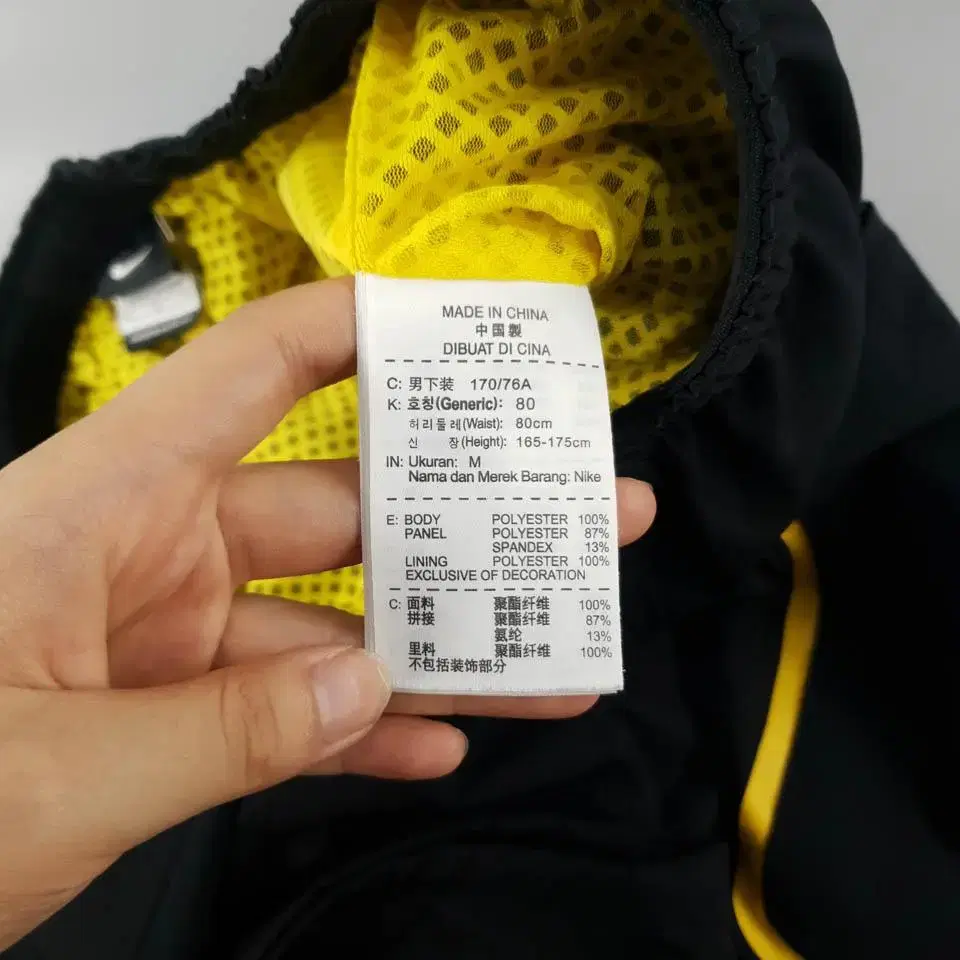 MADE IN CHINA
中国製
DIBUAT DI CINA
C: 男下装 170/76A
K: 호칭(Generic): 80
허리둘레(Waist): 80cm
신 장(Height): 165-175cm
IN: Ukuran: M
Nama dan Merek Barang: Nike
E: BODY POLYESTER 100%
PANEL POLYESTER 87%
SPANDEX 13%
LINING POLYESTER 100%
EXCLUSIVE OF DECORATION
C: 面料 聚酯纤维 100%
拼接 聚酯纤维 87%
氨纶 13%
里料 聚酯纤维 100%
不包括装饰部分